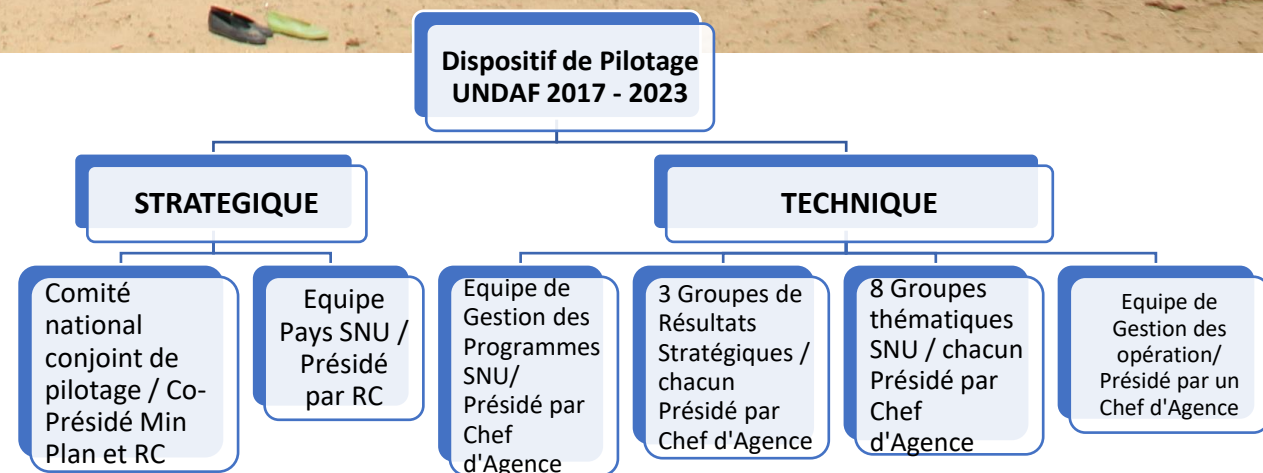 Dispositif de Pilotage
UNDAF 2017 - 2023
STRATEGIQUE
TECHNIQUE
Comité
national
conjoint de
pilotage / Co-
Présidé Min
Plan et RC
Equipe
Pays SNU /
Présidé
par RC
Equipe de
Gestion des
Programmes
SNU/
Présidé par
Chef
d'Agence
3 Groupes de
Résultats
Stratégiques /
chacun
Présidé par
Chef d'Agence
8 Groupes
thématiques
SNU / chacun
Présidé par
Chef
d'Agence
Equipe de
Gestion des
opération/
Présidé par un
Chef d'Agence